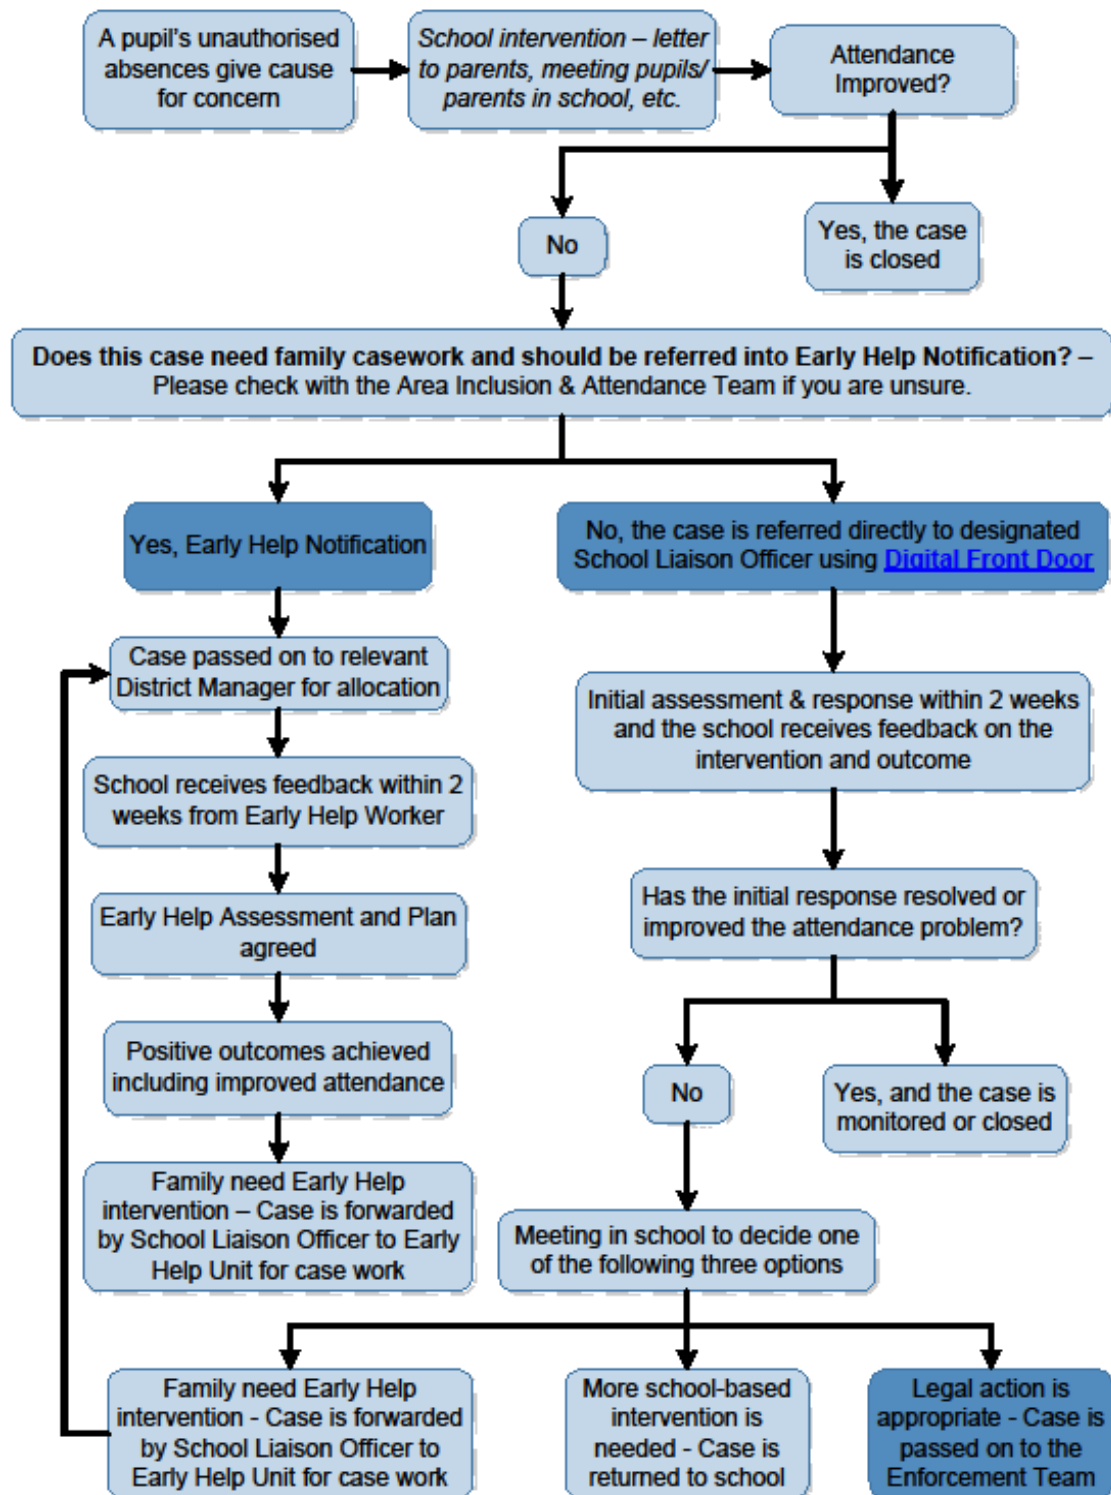 A pupil's unauthorised
absences give cause
for concern
School intervention – letter
to parents, meeting pupils/
parents in school, etc.
Attendance
Improved?
No
Yes, the case
is closed
Does this case need family casework and should be referred into Early Help Notification? –
Please check with the Area Inclusion & Attendance Team if you are unsure.
Yes, Early Help Notification
No, the case is referred directly to designated
School Liaison Officer using Digital Front Door
Case passed on to relevant
District Manager for allocation
School receives feedback within 2
weeks from Early Help Worker
Early Help Assessment and Plan
agreed
Positive outcomes achieved
including improved attendance
Family need Early Help
intervention – Case is forwarded
by School Liaison Officer to Early
Help Unit for case work
Initial assessment & response within 2 weeks
and the school receives feedback on the
intervention and outcome
Has the initial response resolved or
improved the attendance problem?
No
Yes, and the case is
monitored or closed
Meeting in school to decide one
of the following three options
Family need Early Help
intervention - Case is forwarded
by School Liaison Officer to
Early Help Unit for case work
More school-based
intervention is
needed - Case is
returned to school
Legal action is
appropriate - Case is
passed on to the
Enforcement Team